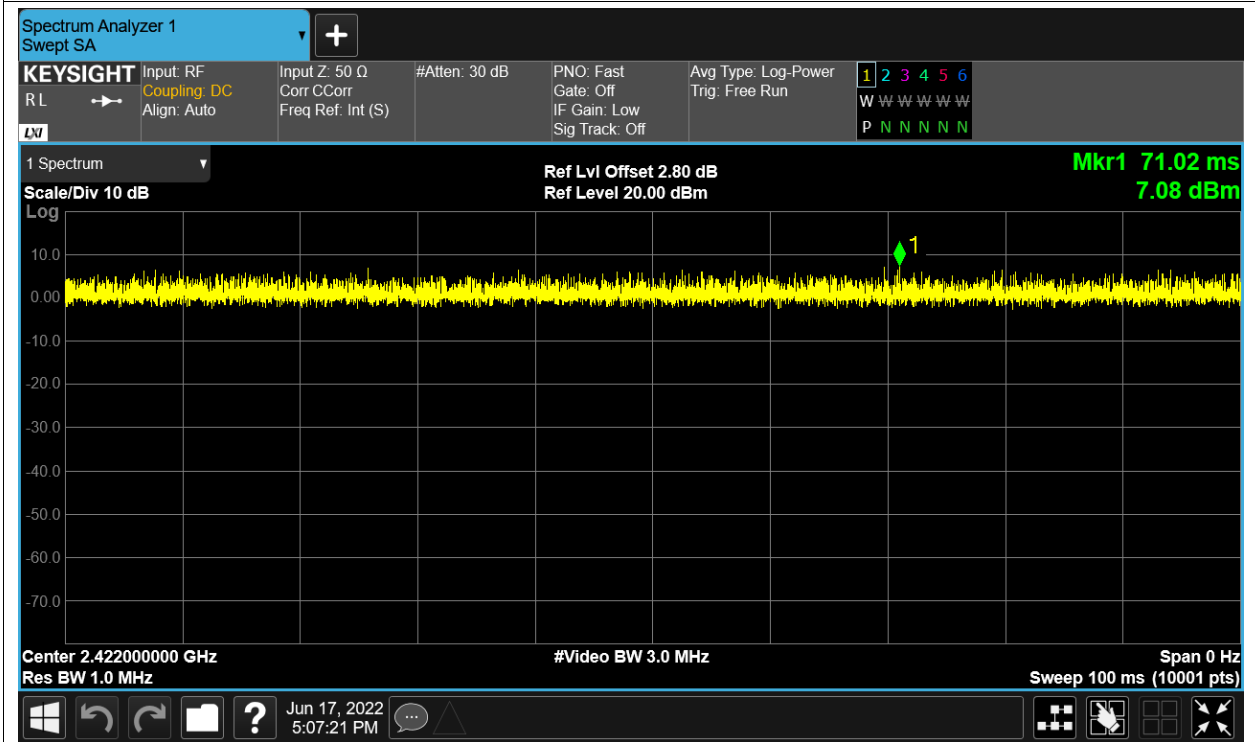 Spectrum Analyzer 1
Swept SA
▼
+
KEYSIGHT
RL
LXI
Input: RF
Coupling: DC
Align: Auto
Input Z: 50 Ω
Corr CCorr
Freq Ref: Int (S)
#Atten: 30 dB
PNO: Fast
Gate: Off
IF Gain: Low
Sig Track: Off
Avg Type: Log-Power
Trig: Free Run
1 2 3 4 5 6
W W W W W W
P N N N N N
1 Spectrum ▼
Scale/Div 10 dB
Log
Ref Lvl Offset 2.80 dB
Ref Level 20.00 dBm
Mkr1 71.02 ms
7.08 dBm
1
10.0
0.00
-10.0
-20.0
-30.0
-40.0
-50.0
-60.0
-70.0
Center 2.422000000 GHz
Res BW 1.0 MHz
#Video BW 3.0 MHz
Span 0 Hz
Sweep 100 ms (10001 pts)
?
Jun 17, 2022
5:07:21 PM